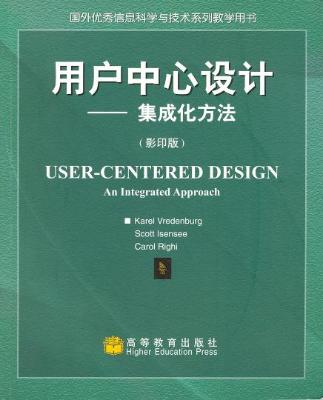 国外优秀信息科学与技术系列教学用书
用户中心设计
—— 集成化方法
(影印版)
USER-CENTERED DESIGN
An Integrated Approach
Karel Vredenburg
Scott Isensee
Carol Righi
高等教育出版社
Higher Education Press